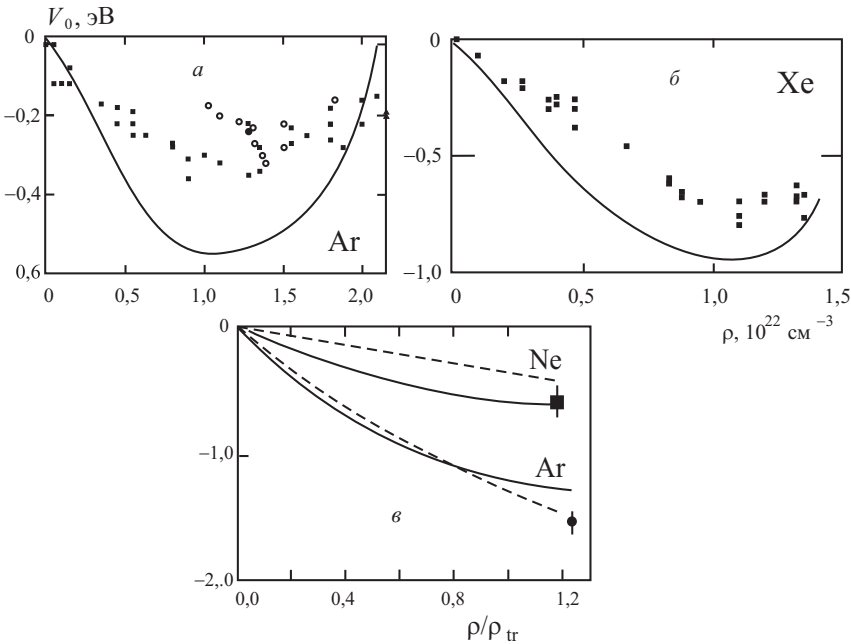 V₀, эВ
0
−0,2
−0,4
0,6
а
Ar
0 0,5 1,0 1,5 2,0
0
−0,5
−1,0
б
Xe
0 0,5 1,0 1,5
ρ, 10²² см⁻³
0
−1,0
−2,.0
Ne
Ar
в
0,0 0,4 0,8 1,2
ρ/ρtr